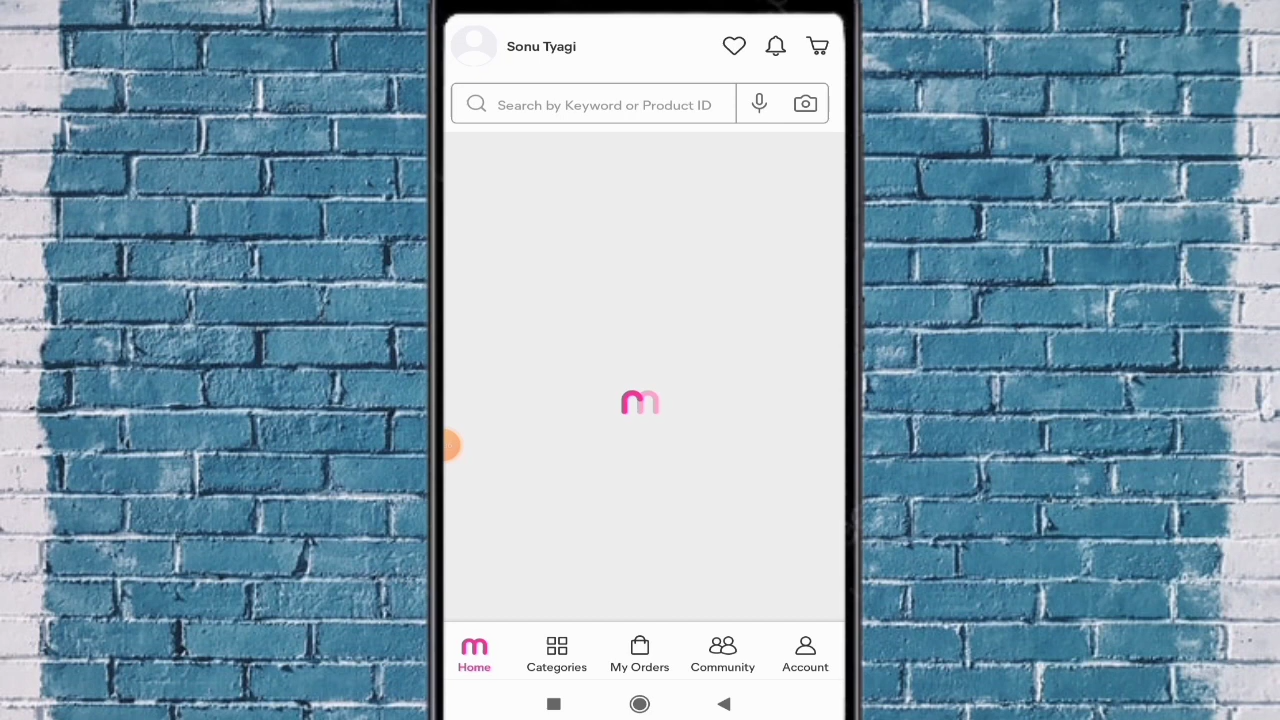 Sonu Tyagi
Search by Keyword or Product ID
m
m
Home
Categories
My Orders
Community
Account